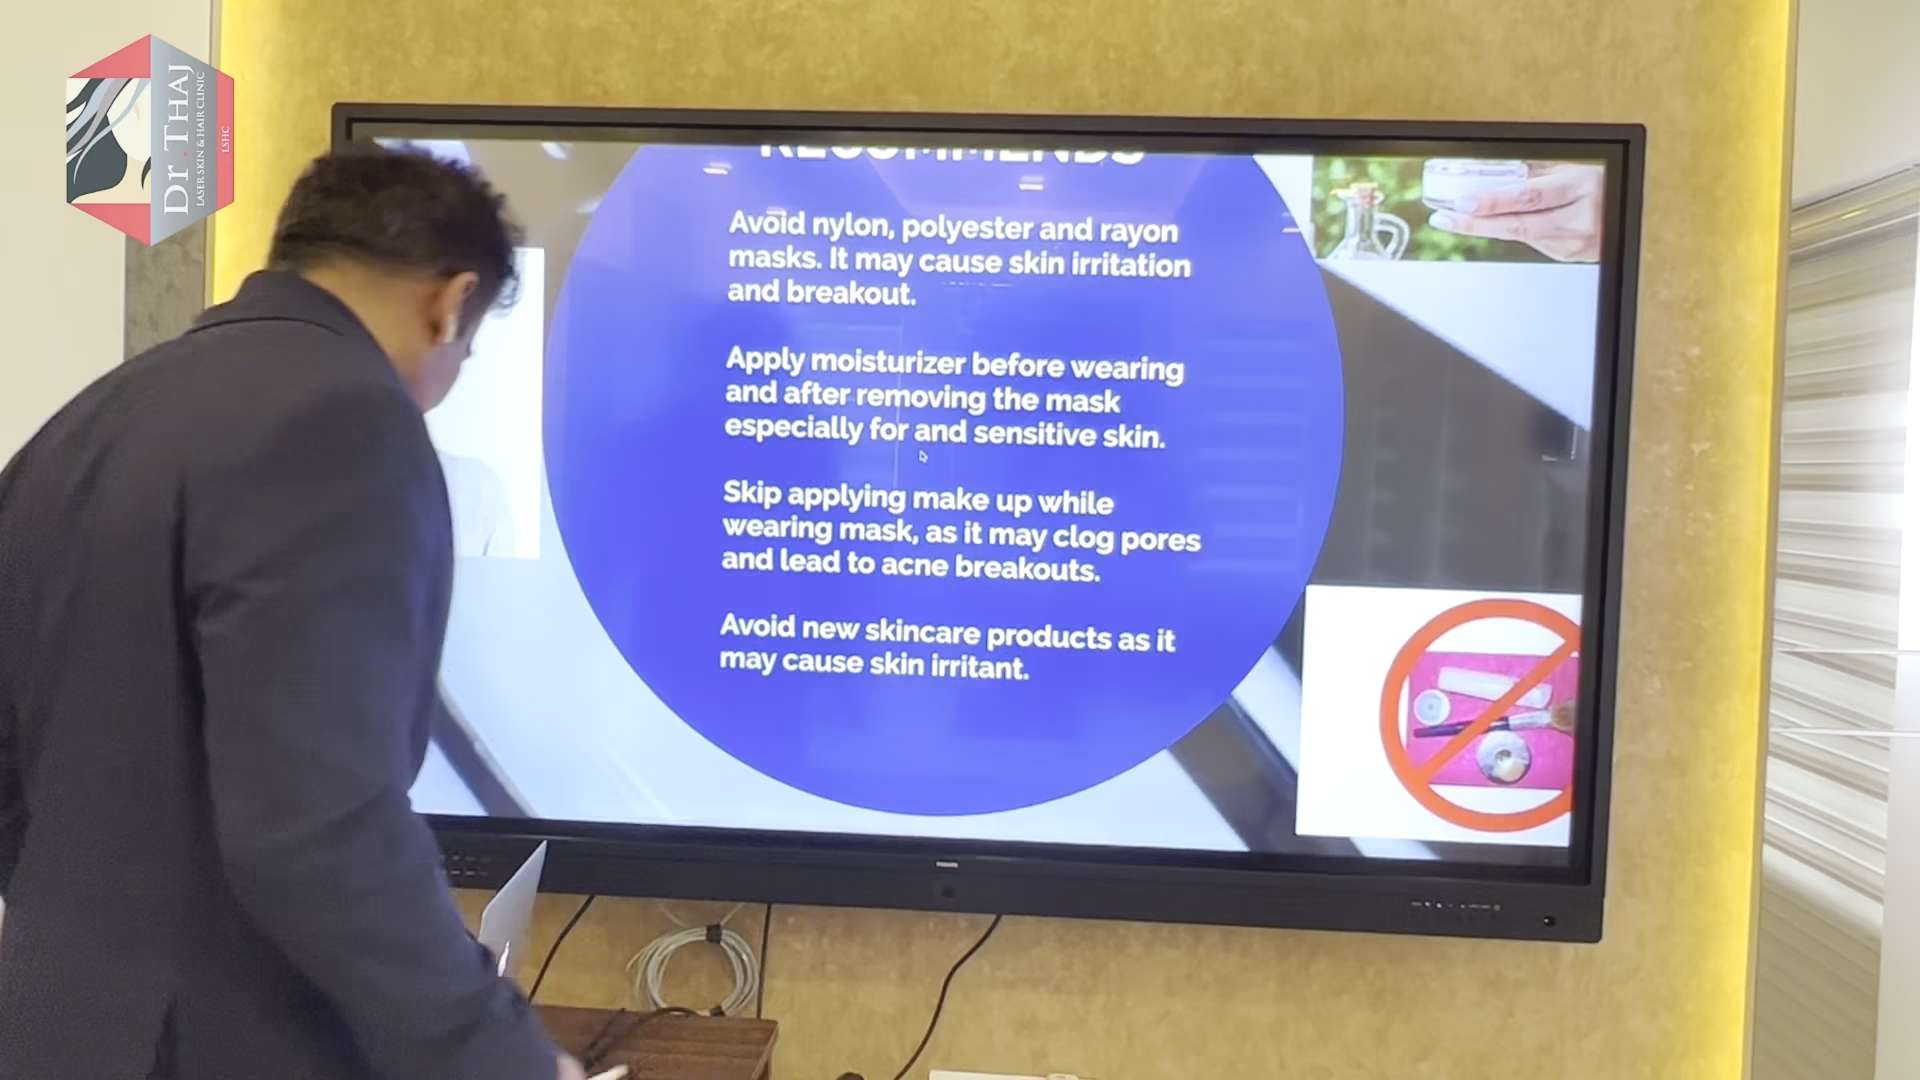 Dr.THAJ
LASER SKIN & HAIR CLINIC
LSHC
RECOMMENDS
Avoid nylon, polyester and rayon
masks. It may cause skin irritation
and breakout.
Apply moisturizer before wearing
and after removing the mask
especially for and sensitive skin.
Skip applying make up while
wearing mask, as it may clog pores
and lead to acne breakouts.
Avoid new skincare products as it
may cause skin irritant.